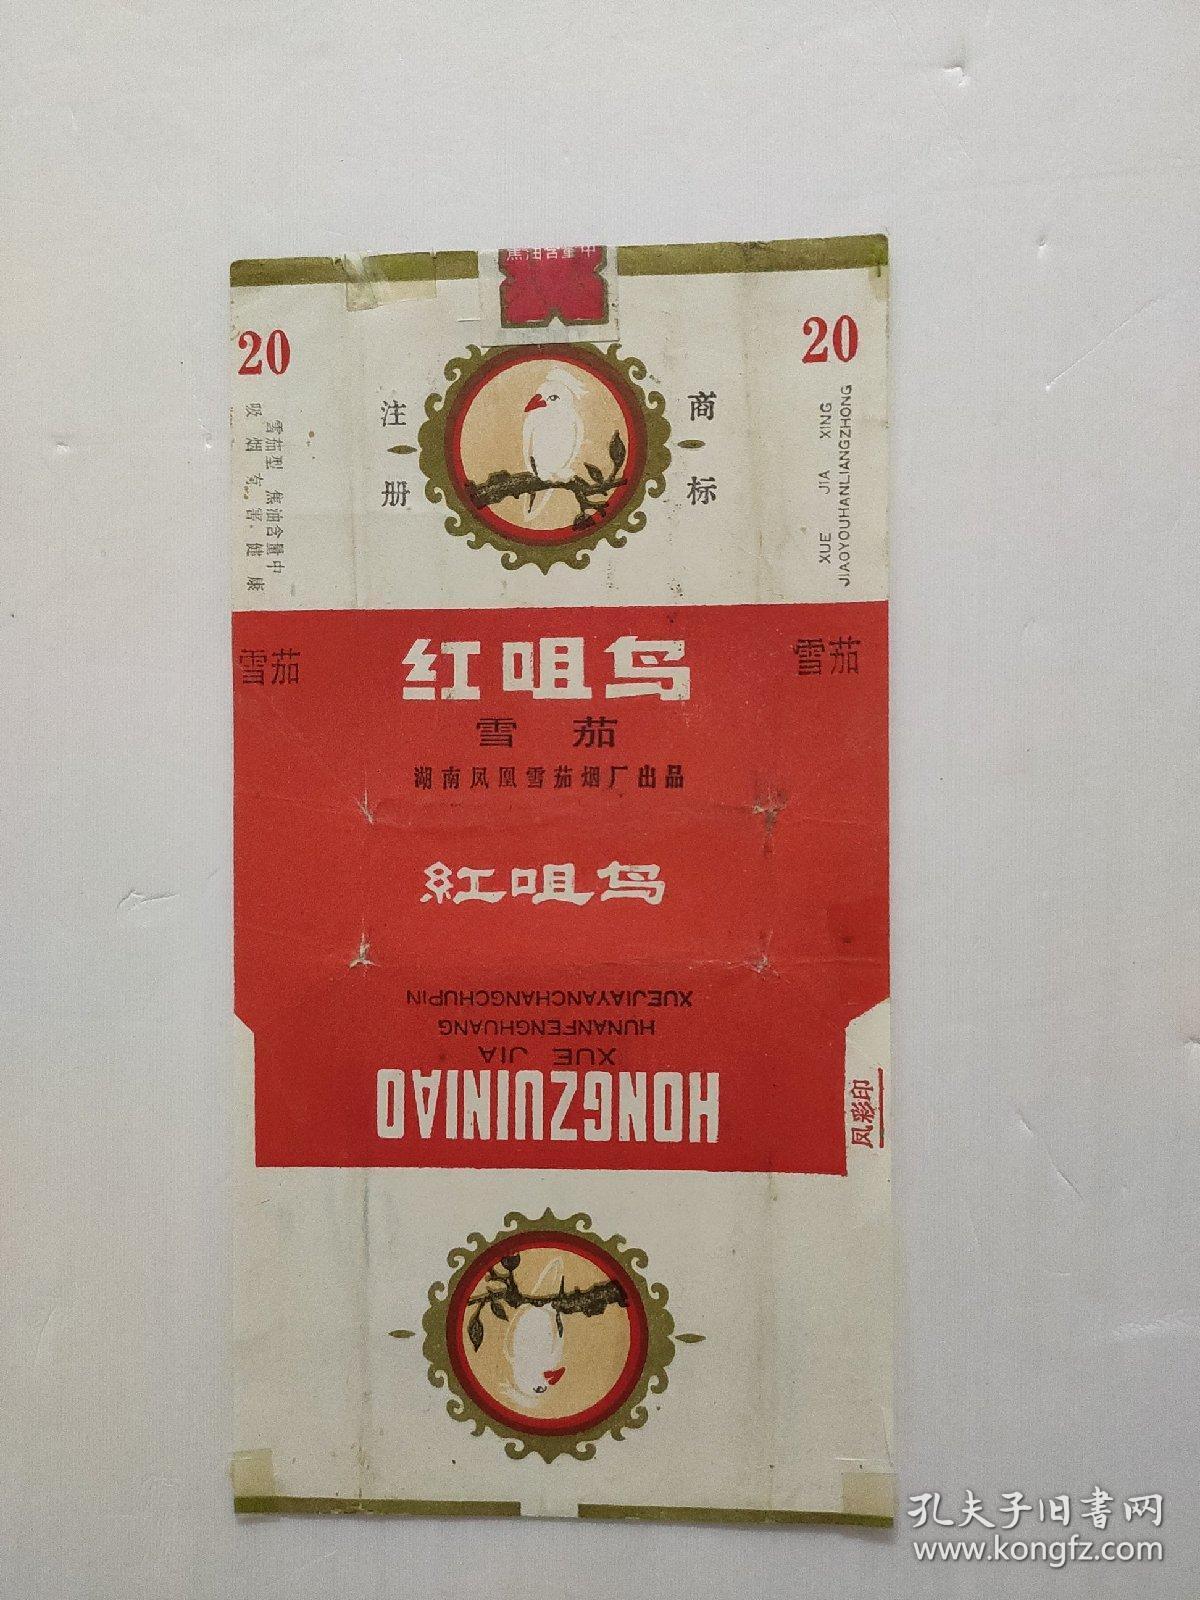 焦油含量中
20
20
注册
商标
雪茄型 焦油含量中
吸烟有害健康
XUE JIA XING
JIAOYOUHANLIANGZHONG
红咀鸟
雪茄
雪茄
雪茄
湖南凤凰雪茄烟厂出品
紅咀鸟
HONGZUINIAO
XUE JIA
HUNANFENGHUANG
XUEJIAYANCHANGCHUPIN
凤彩印
孔夫子旧书网
www.kongfz.com